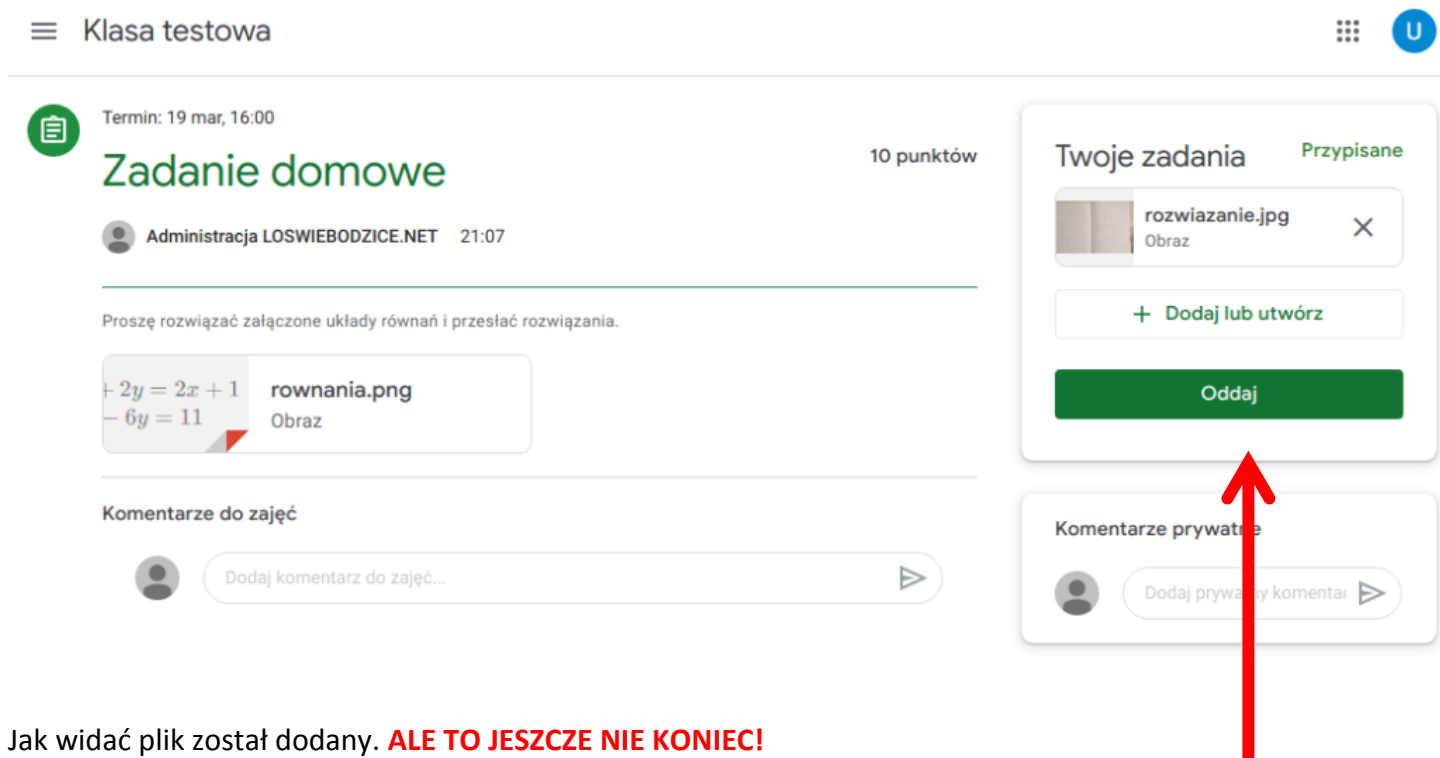 Klasa testowa
U
Termin: 19 mar, 16:00
Zadanie domowe
10 punktów
Administracja LOSWIEBODZICE.NET 21:07
Proszę rozwiązać załączone układy równań i przesłać rozwiązania.
+ 2y = 2x + 1
− 6y = 11
rownania.png
Obraz
Komentarze do zajęć
Dodaj komentarz do zajęć...
Twoje zadania
Przypisane
rozwiazanie.jpg
Obraz
+ Dodaj lub utwórz
Oddaj
Komentarze prywatne
Dodaj prywatny komentar
Jak widać plik został dodany. ALE TO JESZCZE NIE KONIEC!